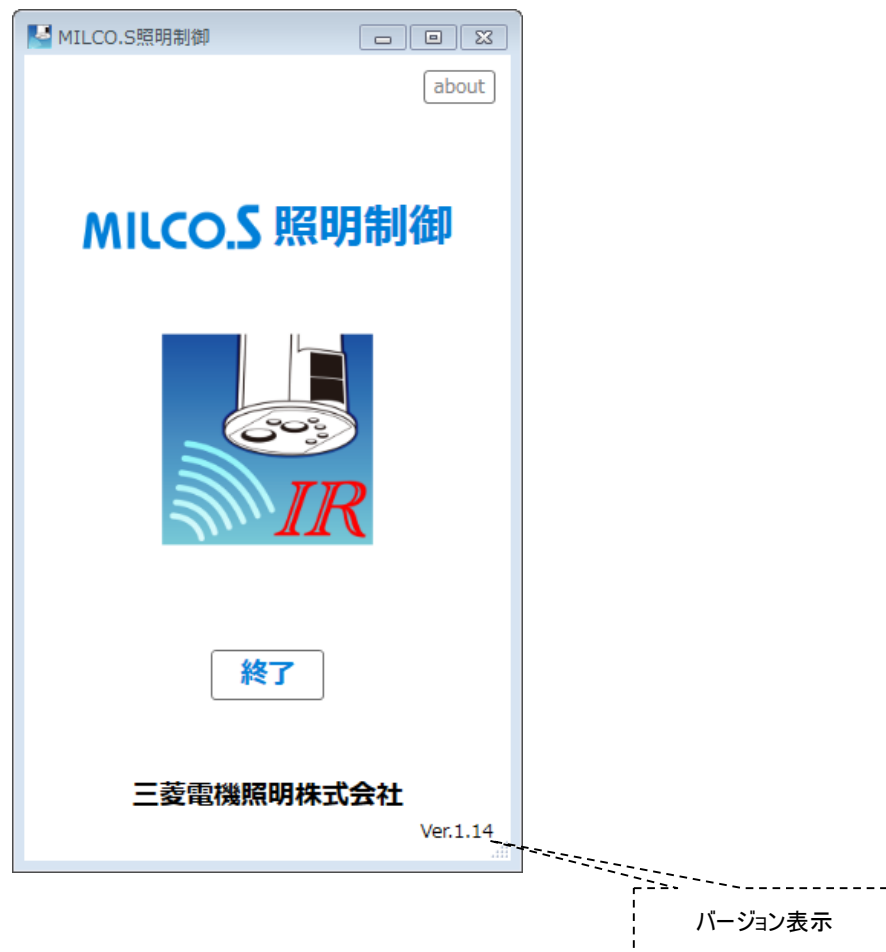 MILCO.S照明制御
about
MILCO.S 照明制御
IR
終了
三菱電機照明株式会社
Ver.1.14
バージョン表示